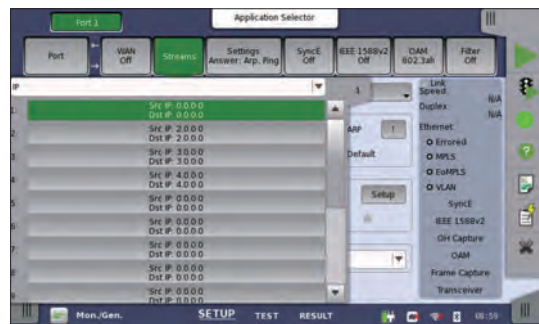 Port 1
Application Selector
Port
WAN
Off
Streams
Settings
Answer: Arp, Ping
SyncE
Off
IEEE 1588v2
Off
OAM
802.3ah
Filter
Off
IP
1
Link
Speed
N/A
Duplex
N/A
1
Src IP: 0.0.0.0
Dst IP: 0.0.0.0
2
Src IP: 2.0.0.0
Dst IP: 2.0.0.0
3
Src IP: 3.0.0.0
Dst IP: 3.0.0.0
4
Src IP: 4.0.0.0
Dst IP: 4.0.0.0
5
Src IP: 0.0.0.0
Dst IP: 0.0.0.0
6
Src IP: 0.0.0.0
Dst IP: 0.0.0.0
7
Src IP: 0.0.0.0
Dst IP: 0.0.0.0
8
Src IP: 0.0.0.0
Dst IP: 0.0.0.0
Src IP: 0.0.0.0
Dst IP: 0.0.0.0
ARP
!
Default
Setup
Ethernet
Errored
MPLS
EoMPLS
VLAN
SyncE
IEEE 1588v2
OH Capture
OAM
Frame Capture
Transceiver
Mon./Gen.
SETUP
TEST
RESULT
08:59